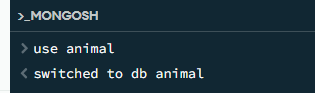 >_MONGOSH
> use animal
< switched to db animal